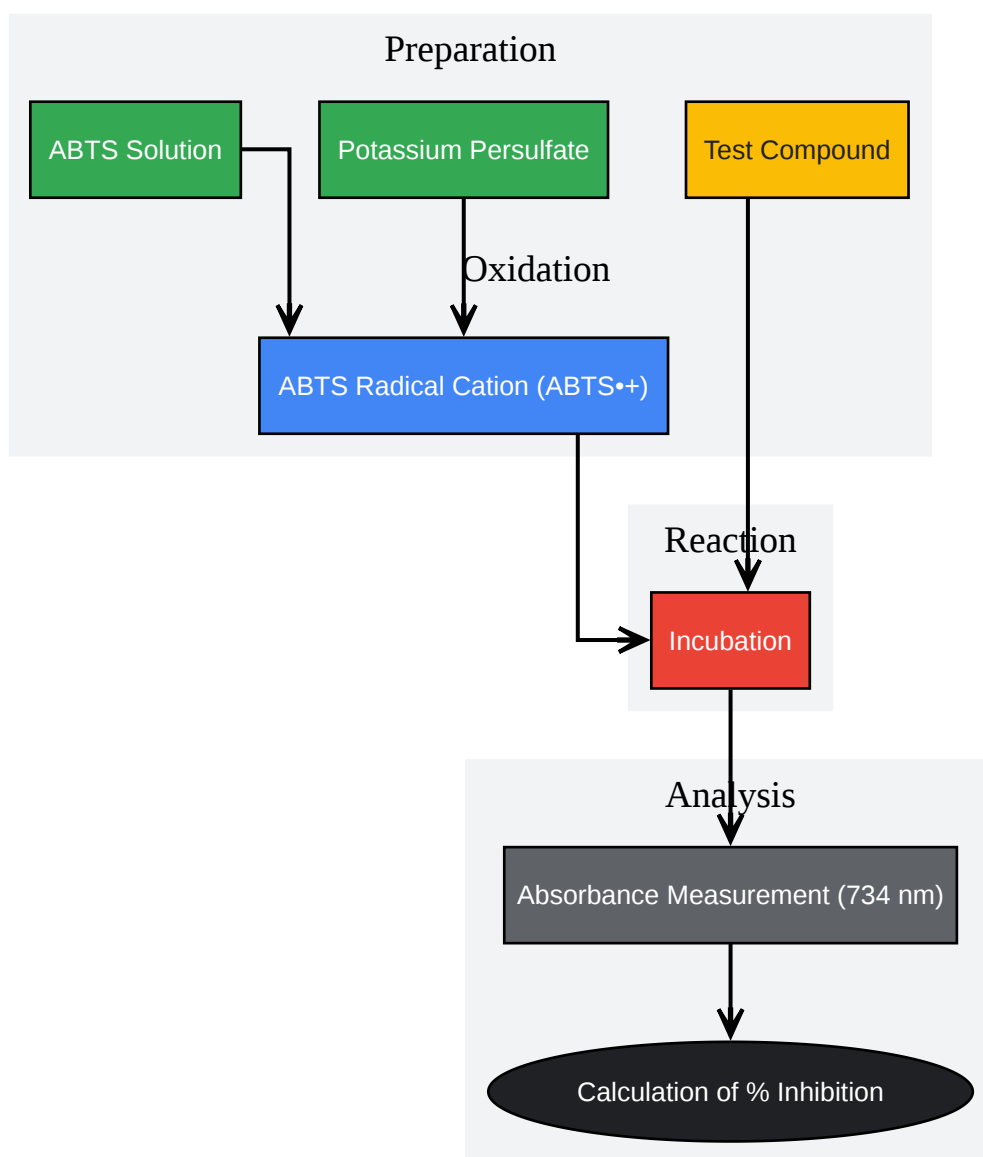 Preparation
ABTS Solution
Potassium Persulfate
Test Compound
Oxidation
ABTS Radical Cation (ABTS•+)
Reaction
Incubation
Analysis
Absorbance Measurement (734 nm)
Calculation of % Inhibition